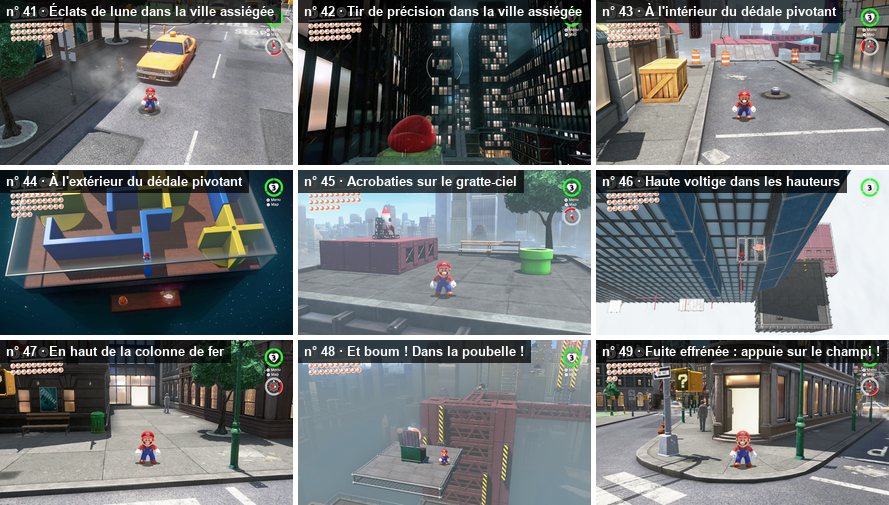 n° 41 · Éclats de lune dans la ville assiégée
n° 42 · Tir de précision dans la ville assiégée
n° 43 · À l'intérieur du dédale pivotant
n° 44 · À l'extérieur du dédale pivotant
n° 45 · Acrobaties sur le gratte-ciel
n° 46 · Haute voltige dans les hauteurs
n° 47 · En haut de la colonne de fer
n° 48 · Et boum ! Dans la poubelle !
n° 49 · Fuite effrénée : appuie sur le champi !